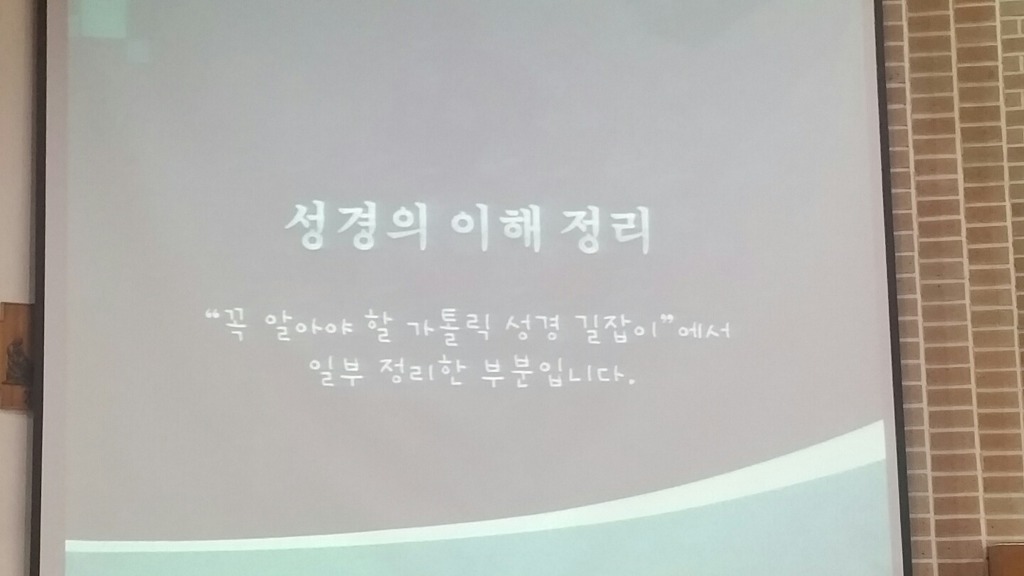 성경의 이해 정리
“꼭 알아야 할 가톨릭 성경 길잡이”에서
일부 정리한 부분입니다.